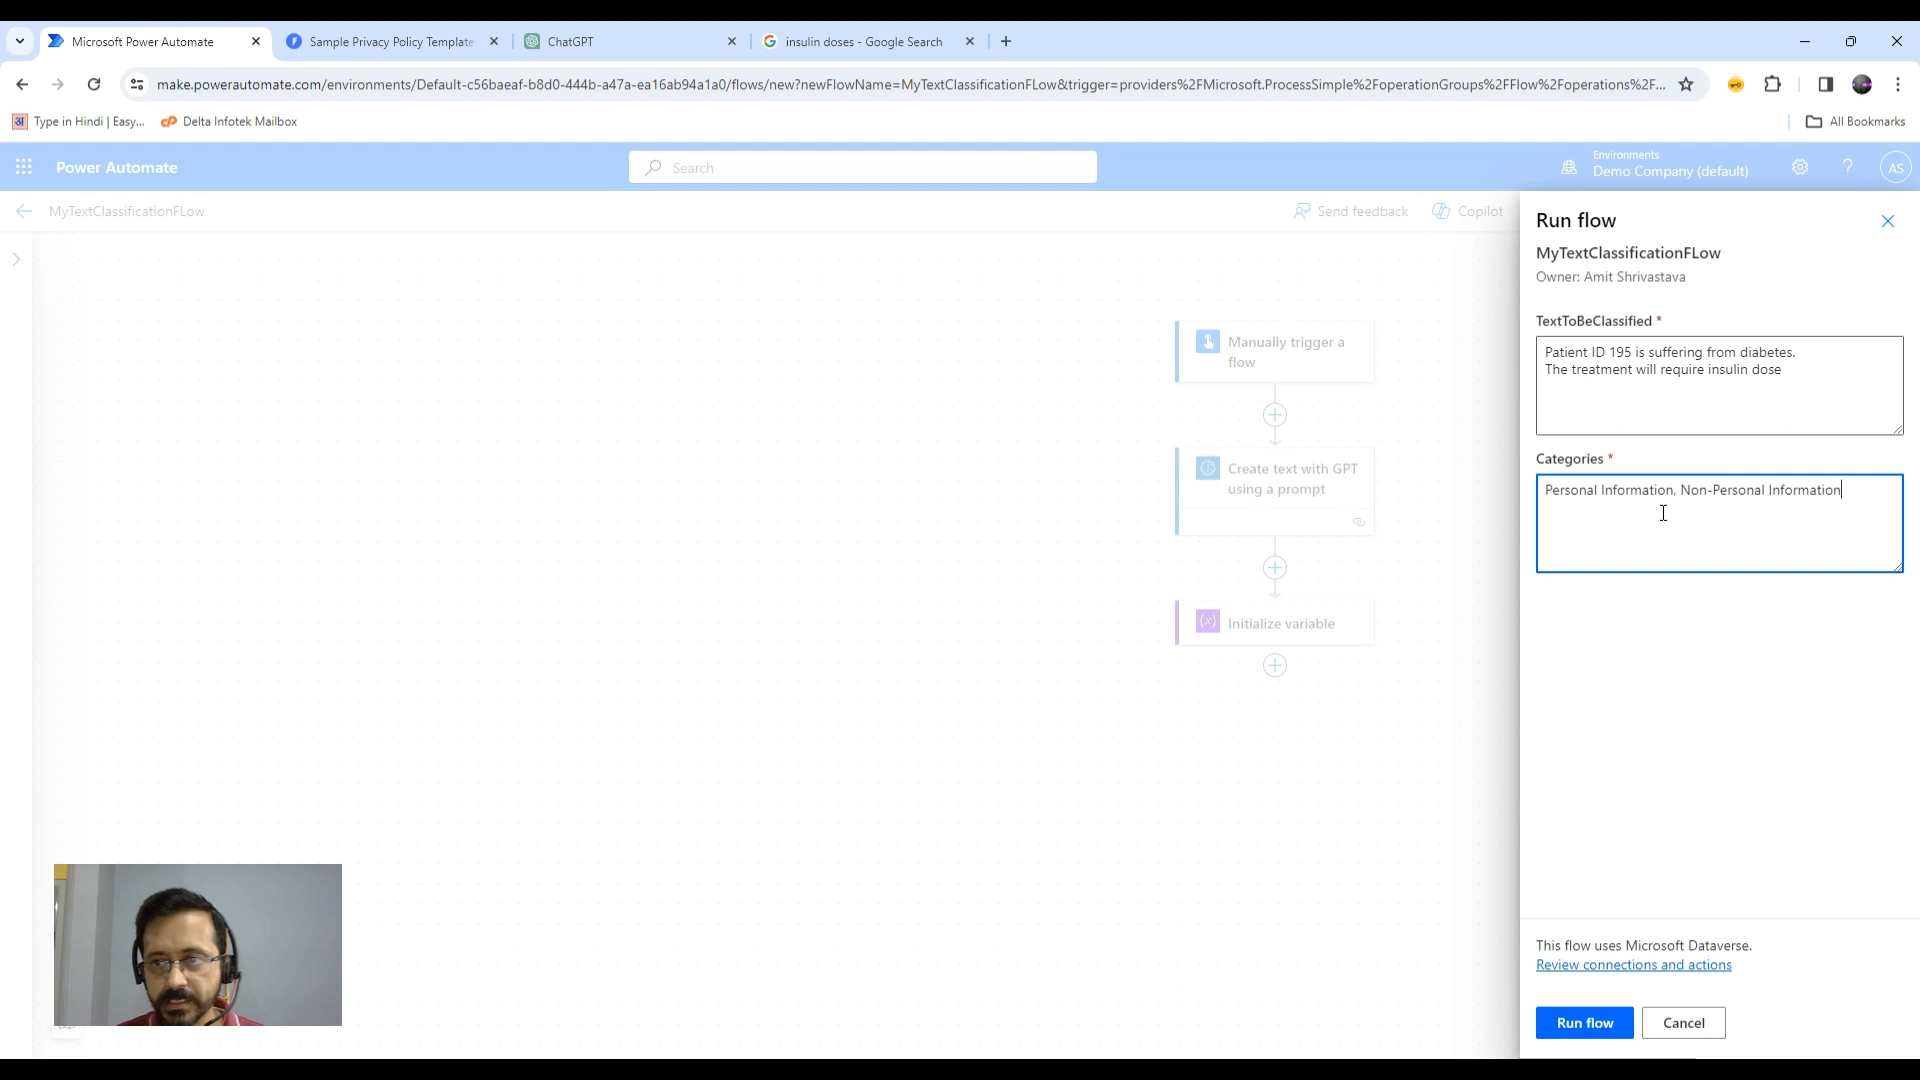 Microsoft Power Automate
Sample Privacy Policy Template
ChatGPT
insulin doses - Google Search
make.powerautomate.com/environments/Default-c56baeaf-b8d0-444b-a47a-ea16ab94a1a0/flows/new?newFlowName=MyTextClassificationFLow&trigger=providers%2FMicrosoft.ProcessSimple%2FoperationGroups%2FFlow%2Foperations%2F...
Type in Hindi | Easy...
Delta Infotek Mailbox
All Bookmarks
Power Automate
Search
Environments
Demo Company (default)
AS
MyTextClassificationFLow
Send feedback
Copilot
Manually trigger a
flow
Create text with GPT
using a prompt
Initialize variable
Run flow
MyTextClassificationFLow
Owner: Amit Shrivastava
TextToBeClassified *
Patient ID 195 is suffering from diabetes.
The treatment will require insulin dose
Categories *
Personal Information, Non-Personal Information
This flow uses Microsoft Dataverse.
Review connections and actions
Run flow
Cancel